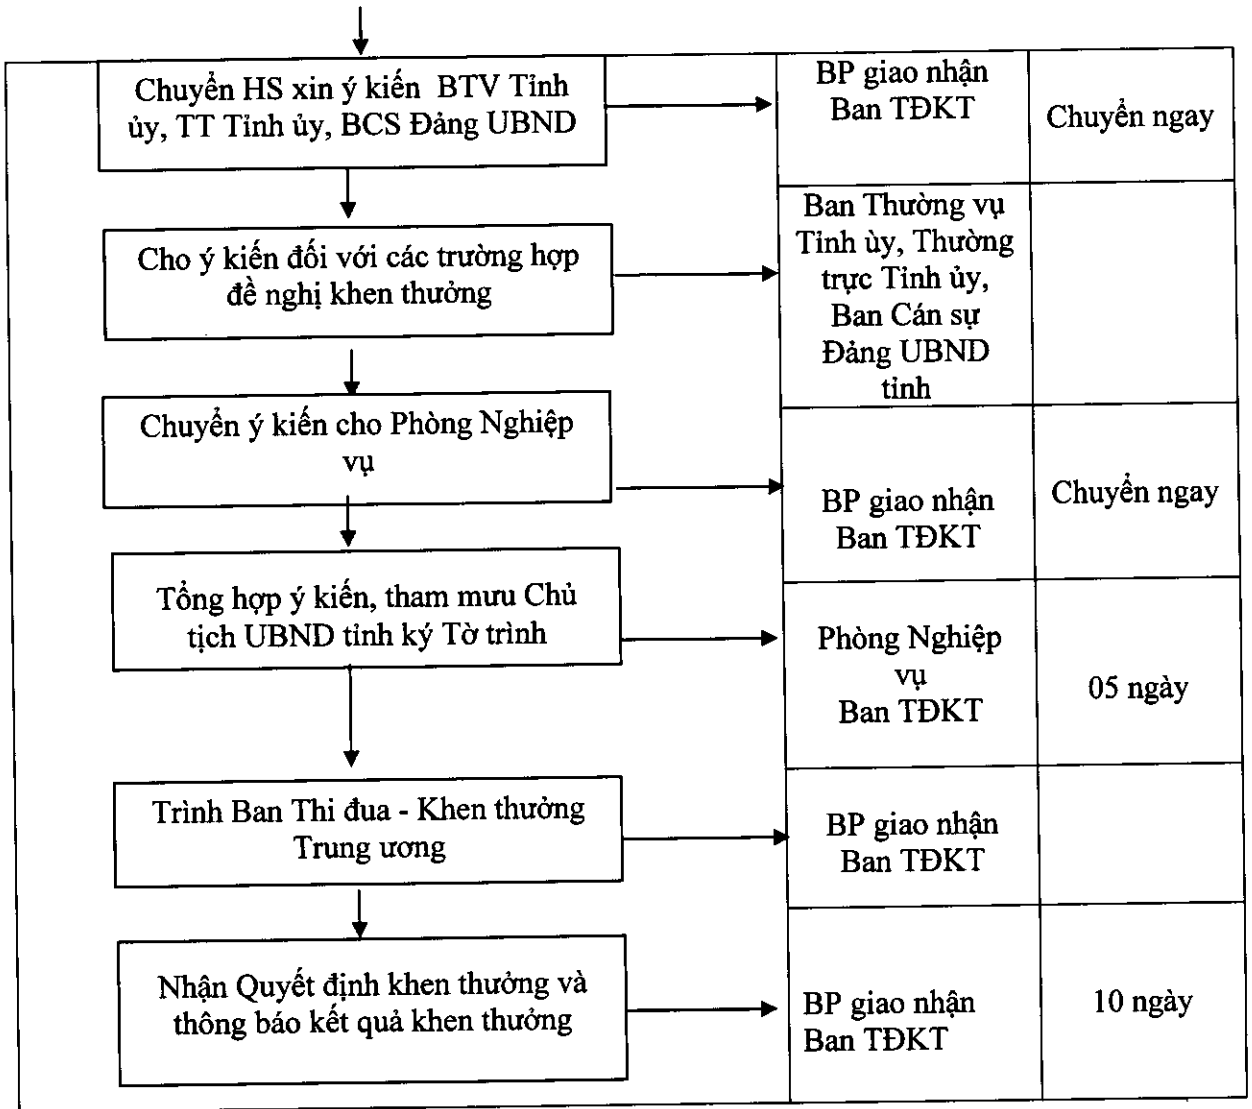 Chuyển HS xin ý kiến BTV Tỉnh
ủy, TT Tỉnh ủy, BCS Đảng UBND
BP giao nhận
Ban TĐKT
Chuyển ngay
Cho ý kiến đối với các trường hợp
đề nghị khen thưởng
Ban Thường vụ
Tỉnh ủy, Thường
trực Tỉnh ủy,
Ban Cán sự
Đảng UBND
tỉnh
Chuyển ý kiến cho Phòng Nghiệp
vụ
BP giao nhận
Ban TĐKT
Chuyển ngay
Tổng hợp ý kiến, tham mưu Chủ
tịch UBND tỉnh ký Tờ trình
Phòng Nghiệp
vụ
Ban TĐKT
05 ngày
Trình Ban Thi đua - Khen thưởng
Trung ương
BP giao nhận
Ban TĐKT
Nhận Quyết định khen thưởng và
thông báo kết quả khen thưởng
BP giao nhận
Ban TĐKT
10 ngày